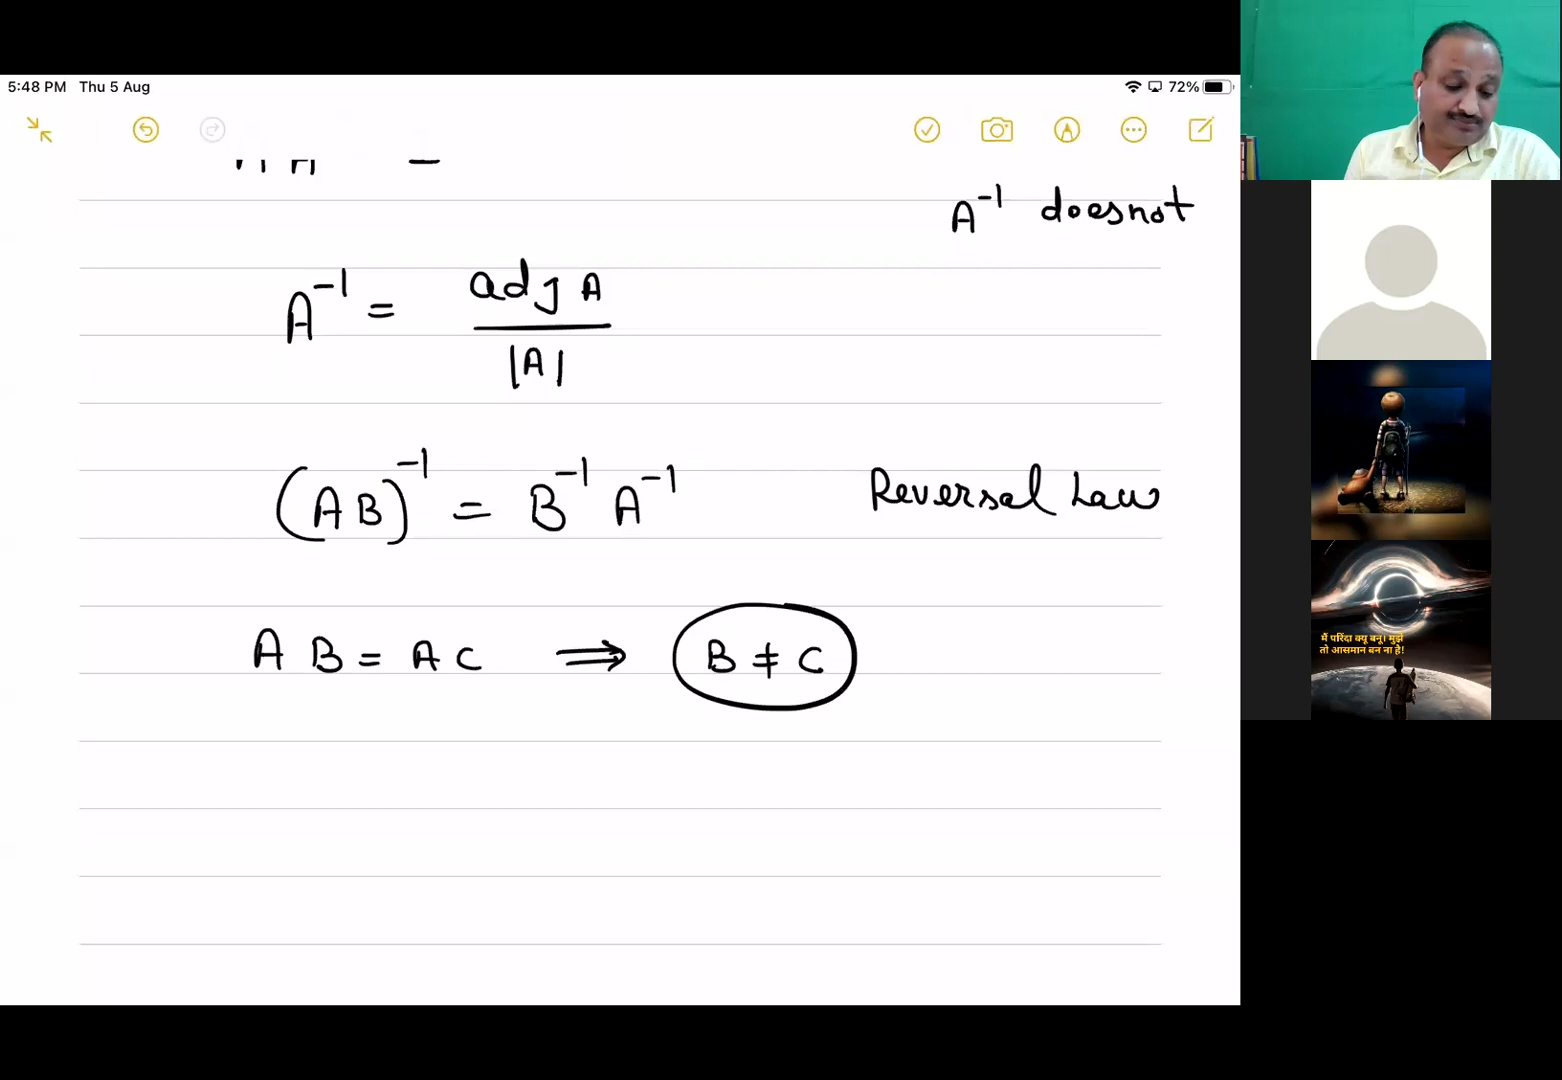 5:48 PM Thu 5 Aug 72%
A⁻¹ doesnot
A⁻¹ = adj A / |A|
(AB)⁻¹ = B⁻¹ A⁻¹ Reversal Law
A B = A C ⇒ B ≠ C
मैं परिंदा क्यू बनू। मुझे
तो आसमान बन ना है!